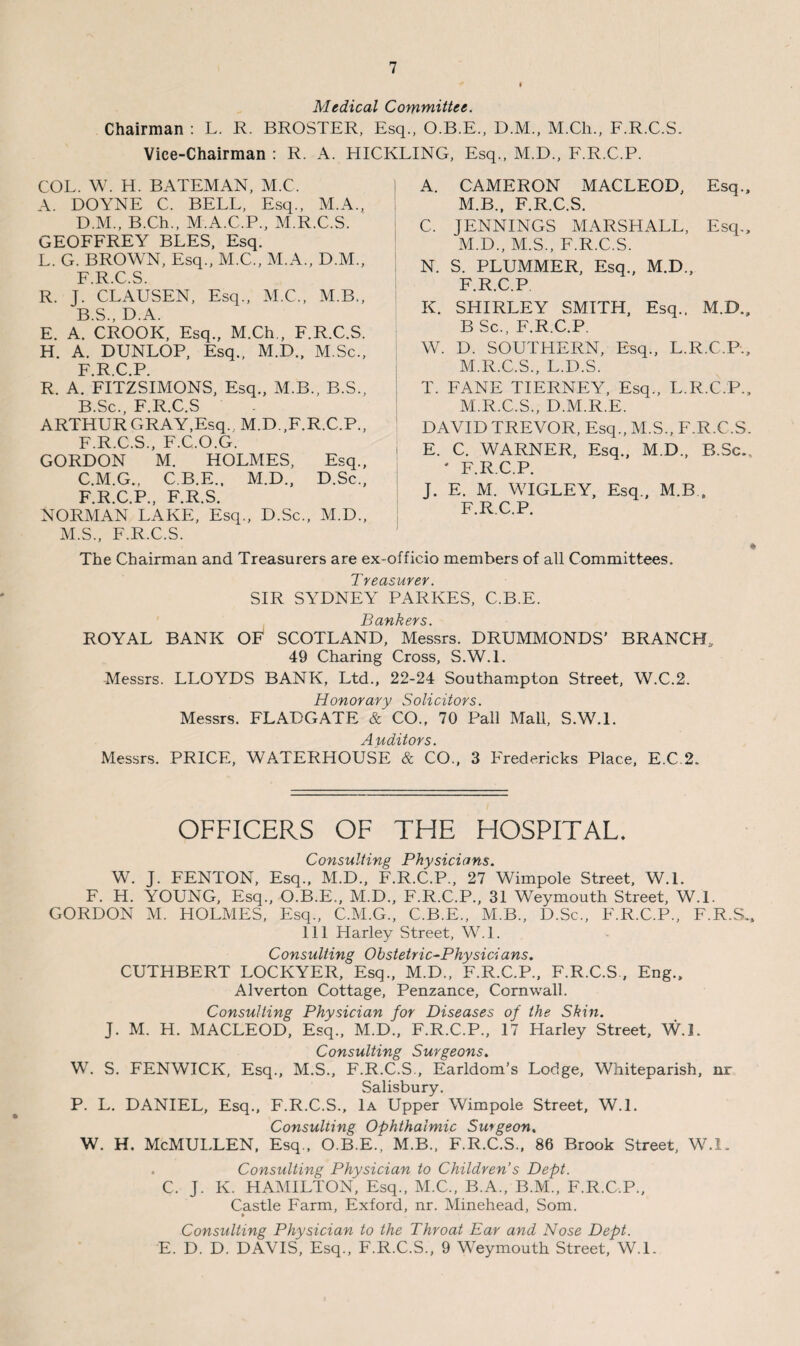 7
Medical Committee.
Chairman : L. R. BROSTER, Esq., O.B.E., D.M., M.Ch., F.R.C.S.
Vice-Chairman : R. A. HICKLING, Esq., M.D., F.R.C.P.
COL. W. H. BATEMAN, M.C.
A. DOYNE C. BELL, Esq., M.A.,
D.M., B.Ch., M.A.C.P., M.R.C.S.
GEOFFREY BLES, Esq.
L. G. BROWN, Esq., M.C., M.A., D.M.,
F.R.C.S.
R. J. CLAUSEN, Esq., M.C., M.B.,
B.S., D.A.
E. A. CROOK, Esq., M.Ch., F.R.C.S.
H. A. DUNLOP, Esq., M.D., M.Sc.,
F.R.C.P.
R. A. FITZSIMONS, Esq., M.B., B.S.,
B.Sc., F.R.C.S
ARTHUR GRAY, Esq., M.D., F.R.C.P.,
F.R.C.S., F.C.O.G.
GORDON M. HOLMES, Esq.,
C.M.G., C.B.E., M.D., D.Sc.,
F.R.C.P., F.R.S.
NORMAN LAKE, Esq., D.Sc., M.D.,
M.S., F.R.C.S.
A. CAMERON MACLEOD, Esq.,
M.B., F.R.C.S.
C. JENNINGS MARSHALL, Esq.,
M.D., M.S., F.R.C.S.
N. S. PLUMMER, Esq., M.D.,
F.R.C.P.
K. SHIRLEY SMITH, Esq., M.D.,
B Sc., F.R.C.P.
W. D. SOUTHERN, Esq., L.R.C.P.,
M.R.C.S., L.D.S.
T. FANE TIERNEY, Esq., L.R.C.P.,
M.R.C.S., D.M.R.E.
DAVID TREVOR, Esq., M.S., F.R.C.S.
E. C. WARNER, Esq., M.D., B.Sc.,
F.R.C.P.
J. E. M. WIGLEY, Esq., M.B.,
F.R.C.P.
The Chairman and Treasurers are ex-officio members of all Committees.
Treasurer.
SIR SYDNEY PARKES, C.B.E.
Bankers.
ROYAL BANK OF SCOTLAND, Messrs. DRUMMONDS' BRANCH,
49 Charing Cross, S.W.1.
Messrs. LLOYDS BANK, Ltd., 22-24 Southampton Street, W.C.2.
Honorary Solicitors.
Messrs. FLADGATE & CO., 70 Pall Mall, S.W.1.
Auditors.
Messrs. PRICE, WATERHOUSE & CO., 3 Fredericks Place, E.C.2.
OFFICERS OF THE HOSPITAL.
Consulting Physicians.
W. J. FENTON, Esq., M.D., F.R.C.P., 27 Wimpole Street, W.1.
F. H. YOUNG, Esq., O.B.E., M.D., F.R.C.P., 31 Weymouth Street, W.1.
GORDON M. HOLMES, Esq., C.M.G., C.B.E., M.B., D.Sc., F.R.C.P., F.R.S.,
111 Harley Street, W.1.
Consulting Obstetric-Physicians.
CUTHBERT LOCKYER, Esq., M.D., F.R.C.P., F.R.C.S., Eng.,
Alverton Cottage, Penzance, Cornwall.
Consulting Physician for Diseases of the Skin.
J. M. H. MACLEOD, Esq., M.D., F.R.C.P., 17 Harley Street, W.1.
Consulting Surgeons.
W. S. FENWICK, Esq., M.S., F.R.C.S., Earldom's Lodge, Whiteparish, nr
Salisbury.
P. L. DANIEL, Esq., F.R.C.S., 1A Upper Wimpole Street, W.1.
Consulting Ophthalmic Surgeon.
W. H. McMULLEN, Esq., O.B.E., M.B., F.R.C.S., 86 Brook Street, W.1.
Consulting Physician to Children's Dept.
C. J. K. HAMILTON, Esq., M.C., B.A., B.M., F.R.C.P.,
Castle Farm, Exford, nr. Minehead, Som.
Consulting Physician to the Throat Ear and Nose Dept.
E. D. D. DAVIS, Esq., F.R.C.S., 9 Weymouth Street, W.1.